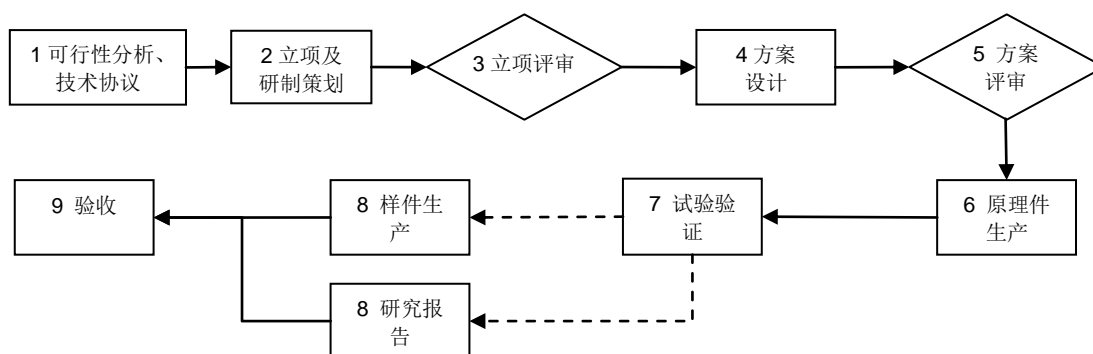 1 可行性分析、
技术协议
2 立项及
研制策划
3 立项评审
4 方案
设计
5 方案
评审
9 验收
8 样件生
产
7 试验验
证
6 原理件
生产
8 研究报
告